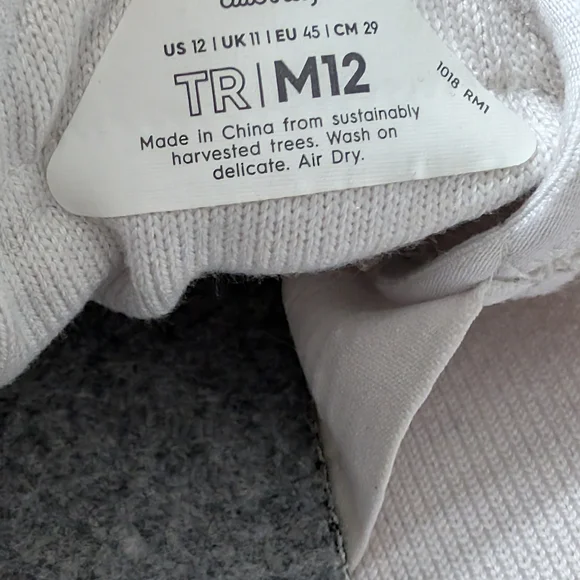 US 12 | UK 11 | EU 45 | CM 29
TR | M12
1018 RM1
Made in China from sustainably
harvested trees. Wash on
delicate. Air Dry.